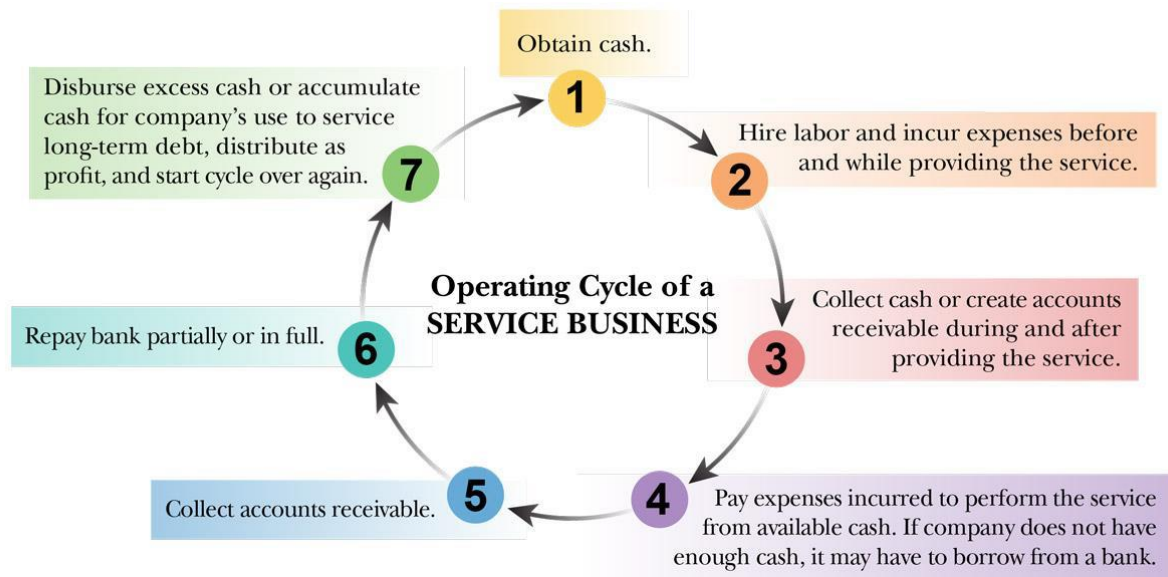 Obtain cash.
1
Hire labor and incur expenses before
and while providing the service.
2
Collect cash or create accounts
receivable during and after
providing the service.
3
Pay expenses incurred to perform the service
from available cash. If company does not have
enough cash, it may have to borrow from a bank.
4
Collect accounts receivable.
5
Repay bank partially or in full.
6
Disburse excess cash or accumulate
cash for company’s use to service
long-term debt, distribute as
profit, and start cycle over again.
7
Operating Cycle of a
SERVICE BUSINESS